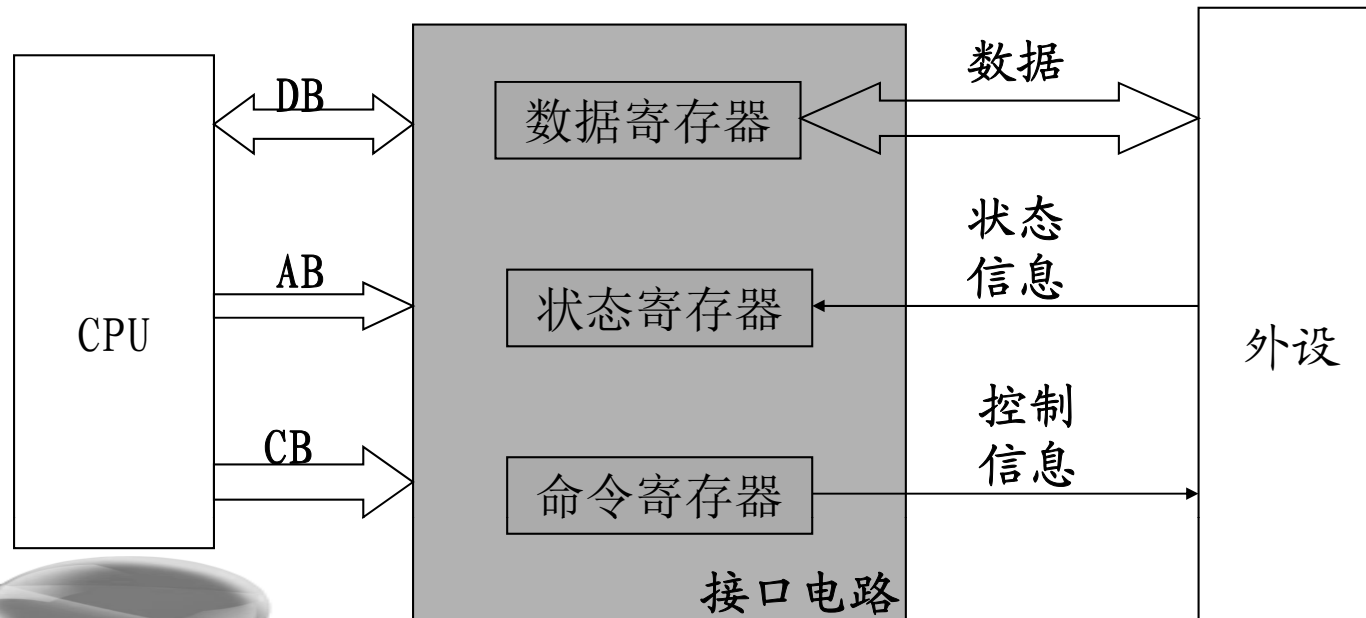 CPU
DB
AB
CB
数据寄存器
状态寄存器
命令寄存器
接口电路
数据
状态
信息
控制
信息
外设